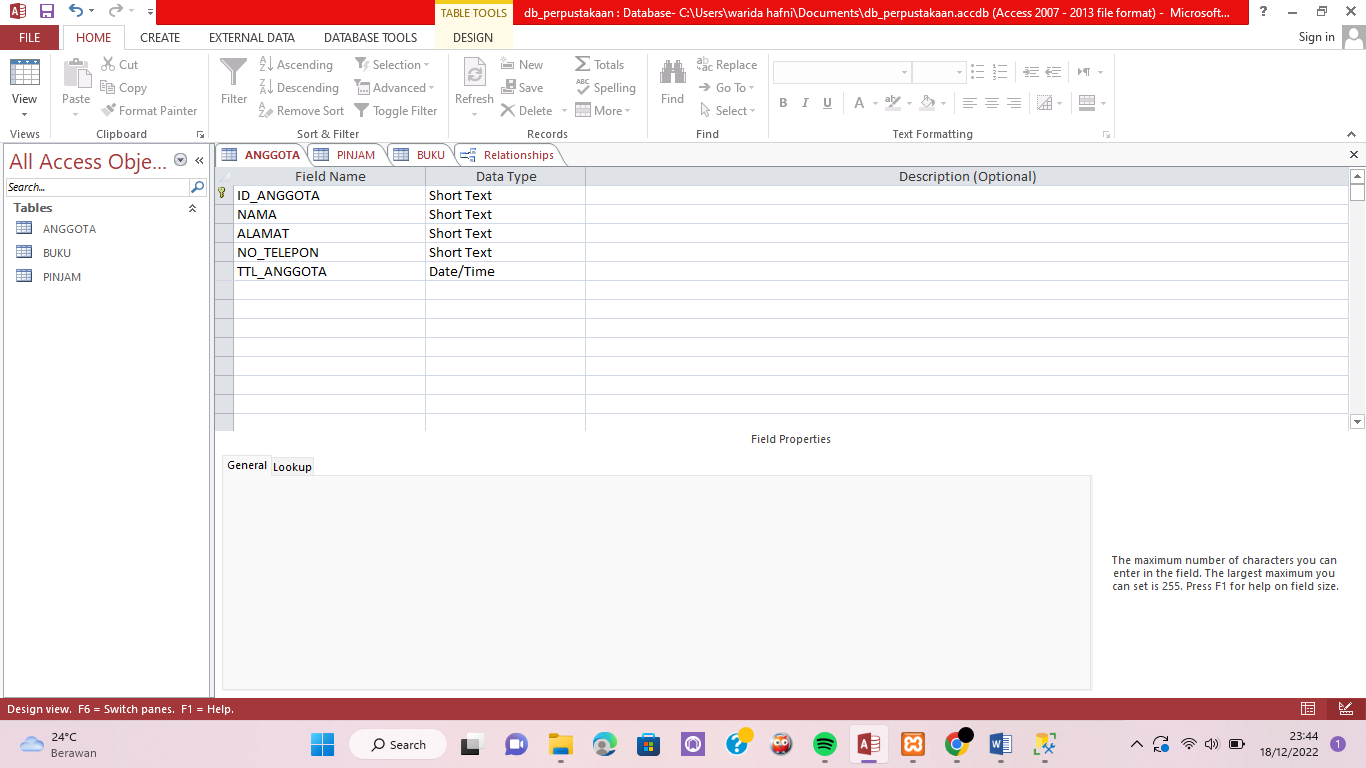 TABLE TOOLS
db_perpustakaan : Database- C:\Users\warida hafni\Documents\db_perpustakaan.accdb (Access 2007 - 2013 file format) - Microsoft...
FILE HOME CREATE EXTERNAL DATA DATABASE TOOLS DESIGN Sign in
View
Views
Paste
Cut
Copy
Format Painter
Clipboard
Filter
Ascending
Descending
Remove Sort
Selection
Advanced
Toggle Filter
Sort & Filter
Refresh
New
Save
Delete
Totals
Spelling
More
Records
Find
Replace
Go To
Select
Find
B I U A
Text Formatting
All Access Obje...
Search...
Tables
ANGGOTA
BUKU
PINJAM
ANGGOTA PINJAM BUKU Relationships
Field Name Data Type Description (Optional)
ID_ANGGOTA Short Text
NAMA Short Text
ALAMAT Short Text
NO_TELEPON Short Text
TTL_ANGGOTA Date/Time
Field Properties
General Lookup
The maximum number of characters you can
enter in the field. The largest maximum you
can set is 255. Press F1 for help on field size.
Design view. F6 = Switch panes. F1 = Help.
24°C
Berawan
Search
23:44
18/12/2022
1